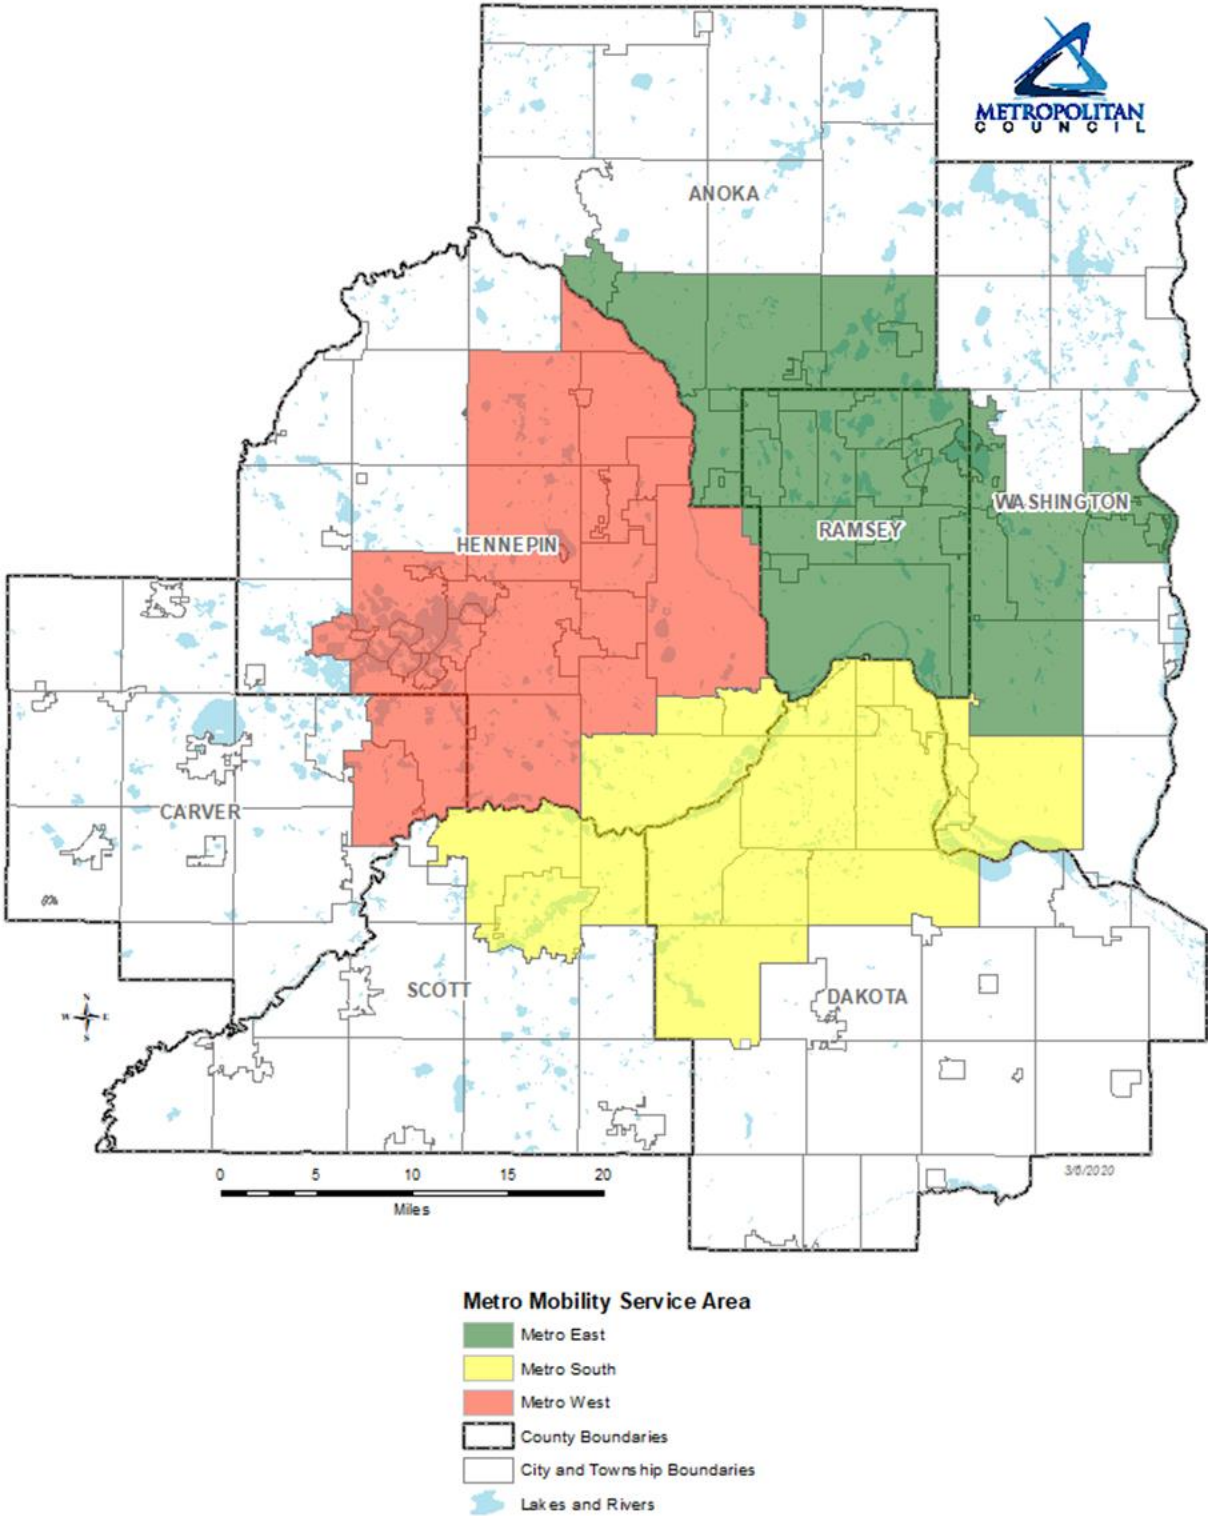 METROPOLITAN
COUNCIL
ANOKA
WASHINGTON
RAMSEY
HENNEPIN
CARVER
SCOTT
DAKOTA
N
W E
S
3/6/2020
0 5 10 15 20
Miles
Metro Mobility Service Area
Metro East
Metro South
Metro West
County Boundaries
City and Township Boundaries
Lakes and Rivers